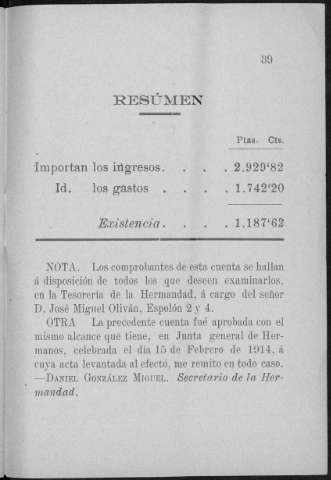 39
RESÚMEN
Ptas. Cts.
Importan los ingresos. . . . 2.929'82
Id. los gastos . . . . 1.742'20
Existencia. . . . 1.187'62
NOTA. Los comprobantes de esta cuenta se hallan
á disposición de todos los que deseen examinarlos,
en la Tesorería de la Hermandad, á cargo del señor
D. José Miguel Oliván, Espolón 2 y 4.
OTRA La precedente cuenta fué aprobada con el
mismo alcance que tiene, en Junta general de Her-
manos, celebrada el día 15 de Febrero de 1914, á
cuya acta levantada al efecto, me remito en todo caso.
—DANIEL GONZÁLEZ MIGUEL. Secretario de la Her-
mandad.